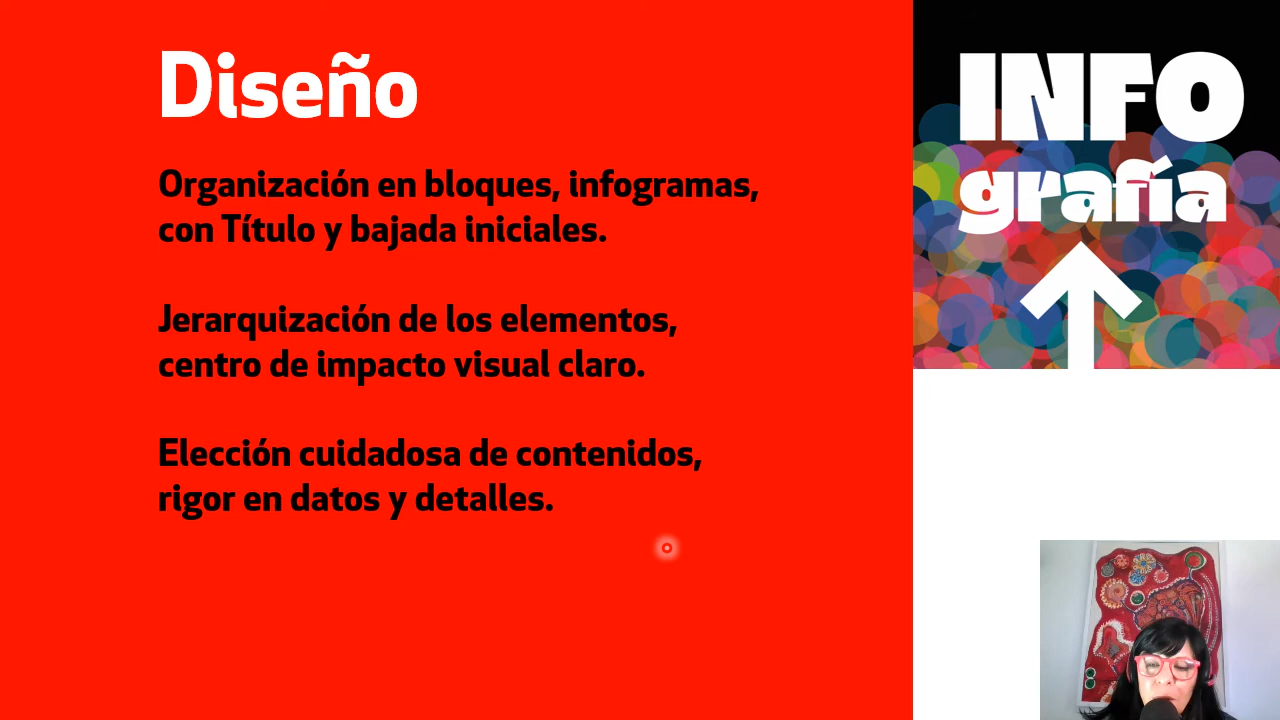 Diseño
Organización en bloques, infogramas,
con Título y bajada iniciales.
Jerarquización de los elementos,
centro de impacto visual claro.
Elección cuidadosa de contenidos,
rigor en datos y detalles.
INFO
grafía